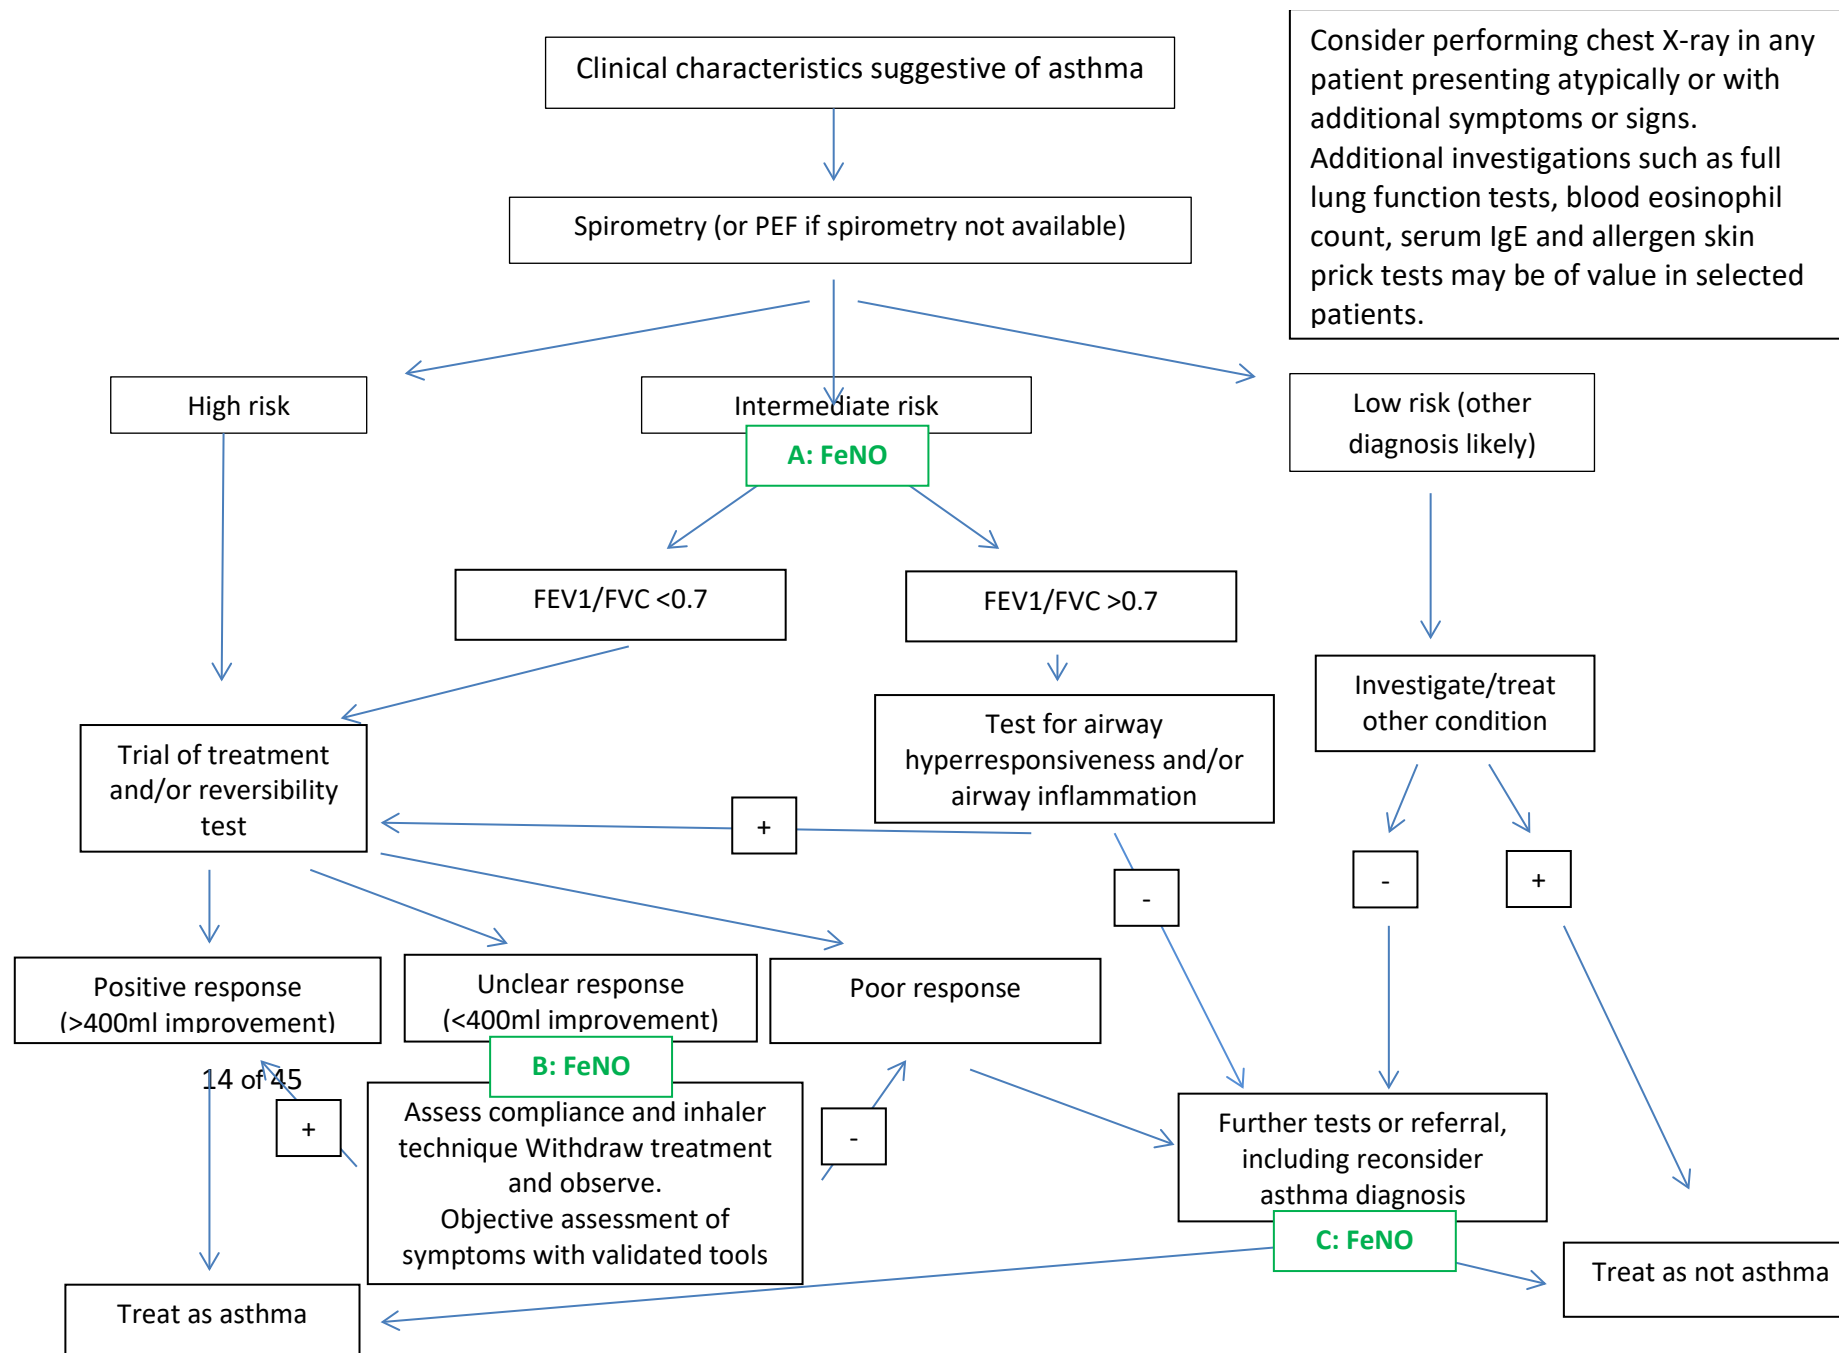 Clinical characteristics suggestive of asthma
Consider performing chest X-ray in any
patient presenting atypically or with
additional symptoms or signs.
Additional investigations such as full
lung function tests, blood eosinophil
count, serum IgE and allergen skin
prick tests may be of value in selected
patients.
Spirometry (or PEF if spirometry not available)
High risk
Intermediate risk
Low risk (other
diagnosis likely)
A: FeNO
FEV1/FVC <0.7
FEV1/FVC >0.7
Trial of treatment
and/or reversibility
test
Test for airway
hyperresponsiveness and/or
airway inflammation
Investigate/treat
other condition
+
-
-
+
Positive response
(>400ml improvement)
Unclear response
(<400ml improvement)
Poor response
B: FeNO
14 of 45
+
Assess compliance and inhaler
technique Withdraw treatment
and observe.
Objective assessment of
symptoms with validated tools
-
Further tests or referral,
including reconsider
asthma diagnosis
C: FeNO
Treat as asthma
Treat as not asthma